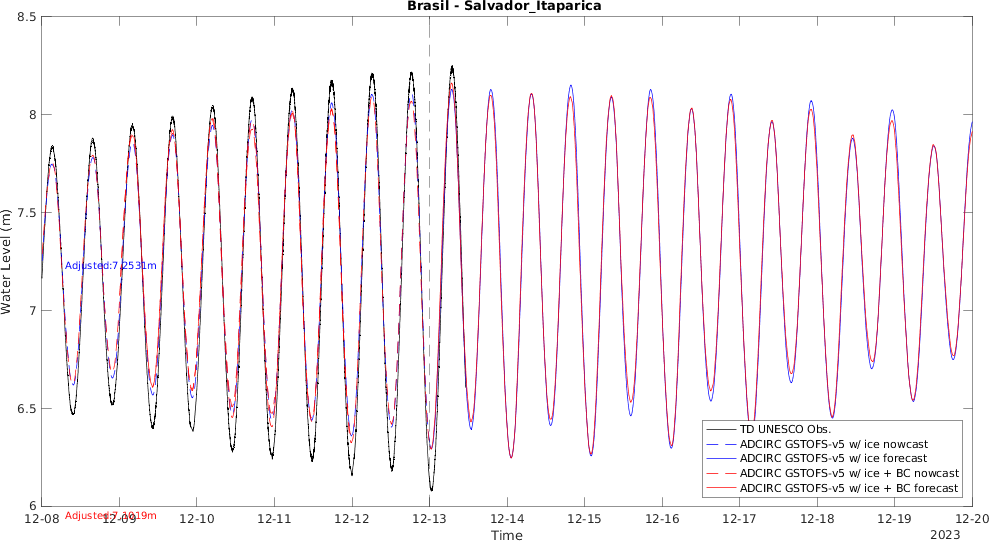 Brasil - Salvador_Itaparica
8.5
8
7.5
7
6.5
6
Water Level (m)
Adjusted:7.2531m
Adjusted:7.1019m
TD UNESCO Obs.
ADCIRC GSTOFS-v5 w/ ice nowcast
ADCIRC GSTOFS-v5 w/ ice forecast
ADCIRC GSTOFS-v5 w/ ice + BC nowcast
ADCIRC GSTOFS-v5 w/ ice + BC forecast
12-08 12-09 12-10 12-11 12-12 12-13 12-14 12-15 12-16 12-17 12-18 12-19 12-20
Time
2023